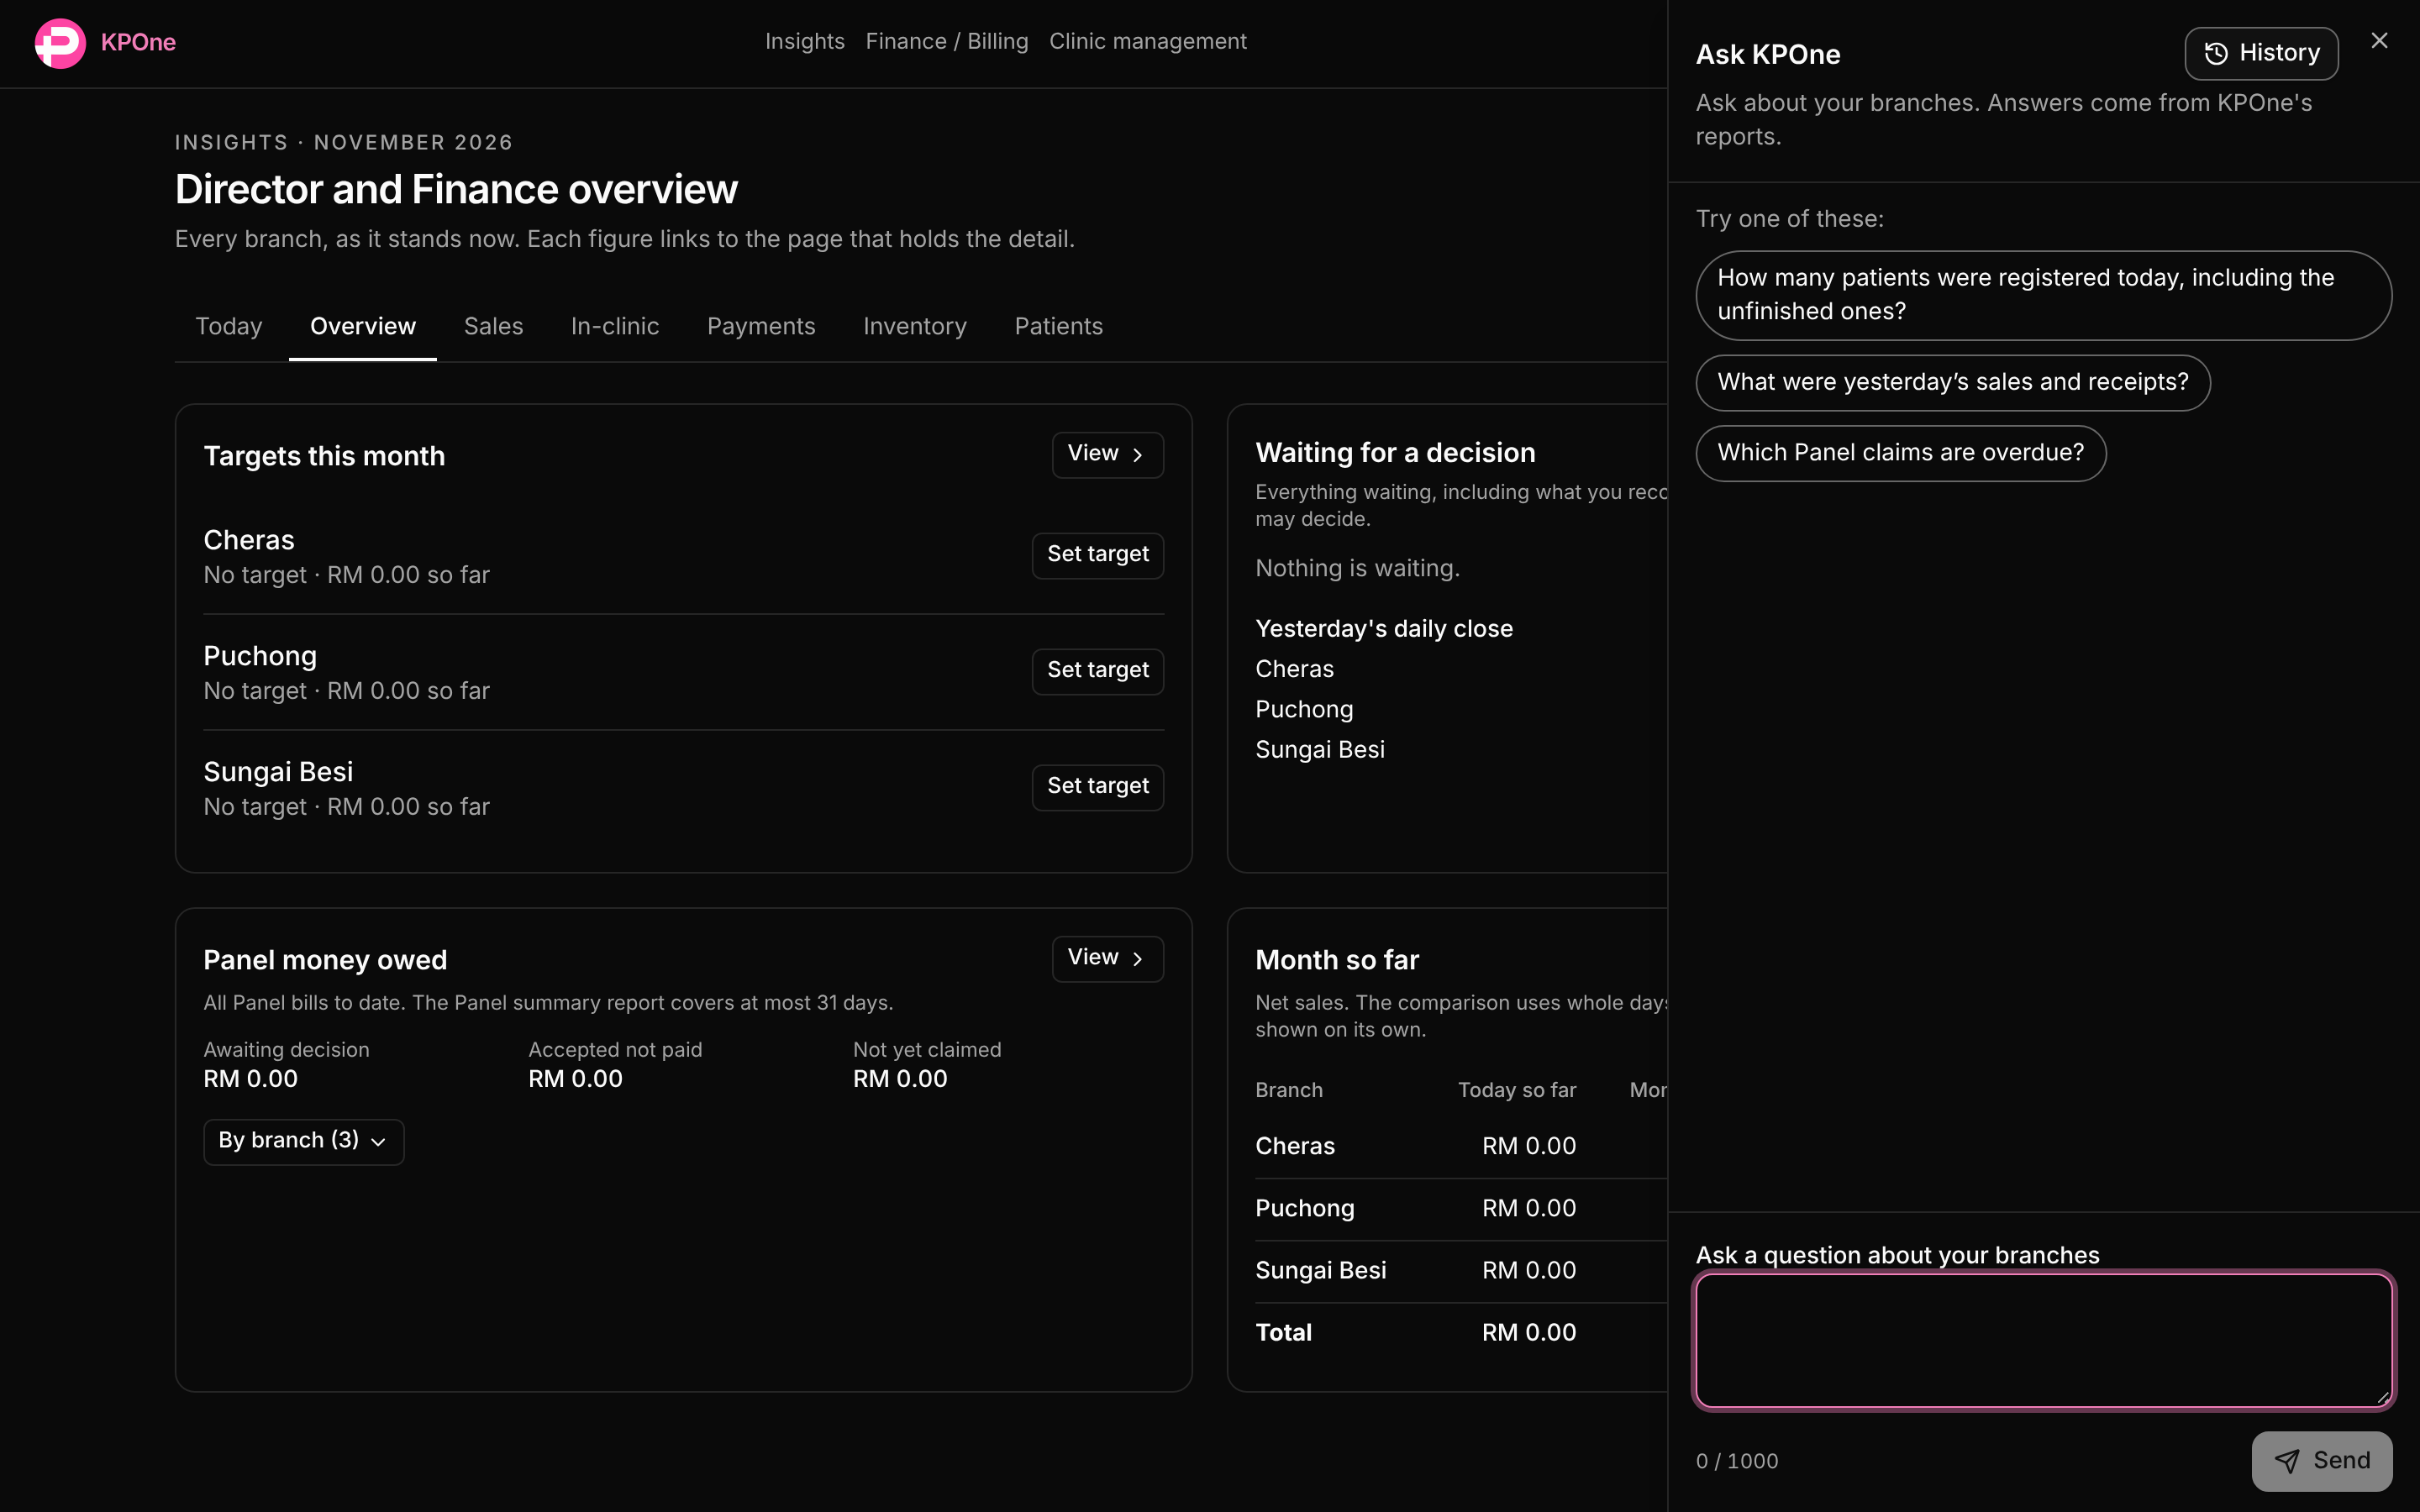 KPOne
Insights
Finance / Billing
Clinic management
INSIGHTS · NOVEMBER 2026
Director and Finance overview
Every branch, as it stands now. Each figure links to the page that holds the detail.
Today
Overview
Sales
In-clinic
Payments
Inventory
Patients
Targets this month
View
Cheras
No target · RM 0.00 so far
Set target
Puchong
No target · RM 0.00 so far
Set target
Sungai Besi
No target · RM 0.00 so far
Set target
Waiting for a decision
Everything waiting, including what you
may decide.
Nothing is waiting.
Yesterday's daily close
Cheras
Puchong
Sungai Besi
Panel money owed
View
All Panel bills to date. The Panel summary report covers at most 31 days.
Awaiting decision
RM 0.00
Accepted not paid
RM 0.00
Not yet claimed
RM 0.00
By branch (3)
Month so far
Net sales. The comparison uses whole
shown on its own.
Branch
Today so far
Cheras
RM 0.00
Puchong
RM 0.00
Sungai Besi
RM 0.00
Total
RM 0.00
Ask KPOne
History
Ask about your branches. Answers come from KPOne's
reports.
Try one of these:
How many patients were registered today, including the
unfinished ones?
What were yesterday’s sales and receipts?
Which Panel claims are overdue?
Ask a question about your branches
0 / 1000
Send